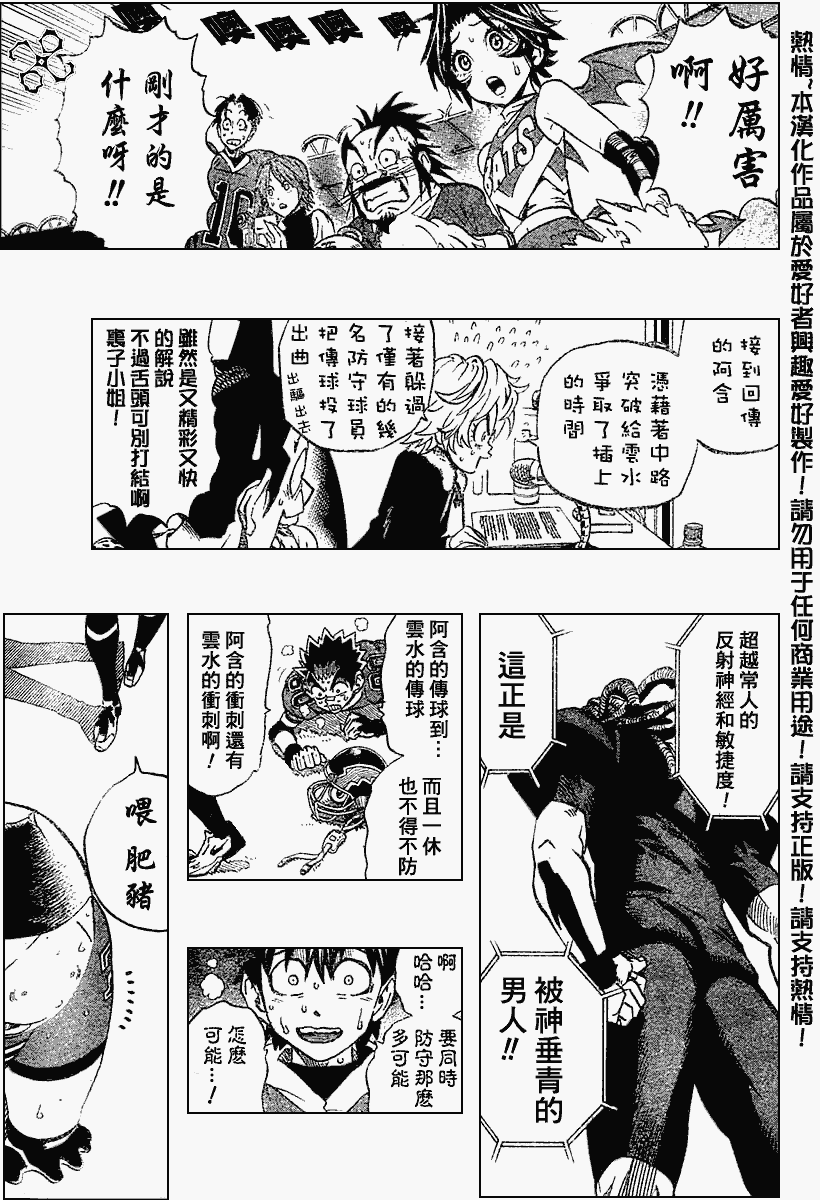 熱情，本漢化作品屬於愛好者興趣愛好製作！請勿用于任何商業用途！請支持正版！請支持熱情！
好厲害
啊!!
噢
噢
噢
噢
噢
剛才的是
什麼呀!!
16
接到回傳
的阿含
憑藉著中路
突破給雲水
爭取了插上
的時間
接著躲過
了僅有的幾
名防守球員
把傳球投了
出曲
出驅
出去
雖然是又精彩又快
的解說
不過舌頭可別打結啊
鶩子小姐！
超越常人的
反射神經和敏捷度！
這正是
被神垂青的
男人!!
阿含的傳球到…
雲水的傳球
而且一休
也不得不防
阿含的衝刺還有
雲水的衝刺啊！
啊
哈哈…
要同時
防守那麼
多可能
怎麽
可能…！
喂
肥豬